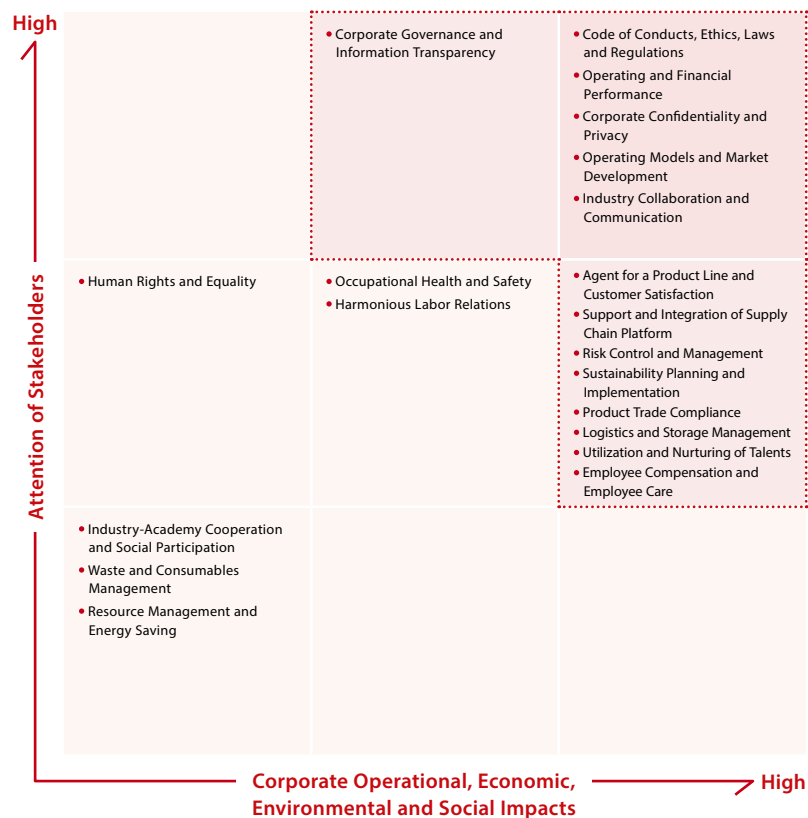 High
• Corporate Governance and
Information Transparency
• Code of Conducts, Ethics, Laws
and Regulations
• Operating and Financial
Performance
• Corporate Confidentiality and
Privacy
• Operating Models and Market
Development
• Industry Collaboration and
Communication
Attention of Stakeholders
• Human Rights and Equality
• Occupational Health and Safety
• Harmonious Labor Relations
• Agent for a Product Line and
Customer Satisfaction
• Support and Integration of Supply
Chain Platform
• Risk Control and Management
• Sustainability Planning and
Implementation
• Product Trade Compliance
• Logistics and Storage Management
• Utilization and Nurturing of Talents
• Employee Compensation and
Employee Care
• Industry-Academy Cooperation
and Social Participation
• Waste and Consumables
Management
• Resource Management and
Energy Saving
Corporate Operational, Economic,
Environmental and Social Impacts
High